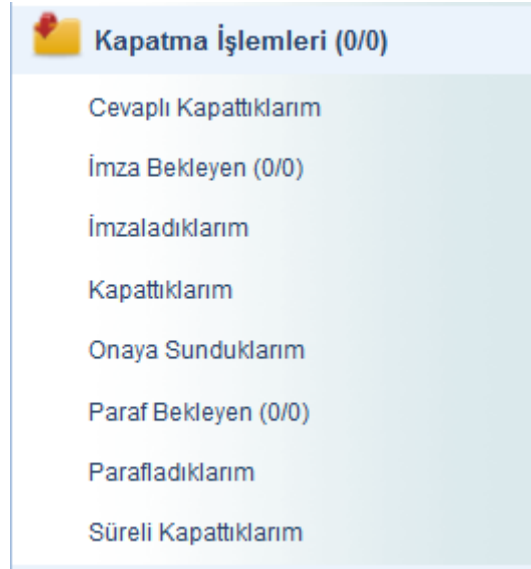 Kapatma İşlemleri (0/0)
Cevaplı Kapattıklarım
İmza Bekleyen (0/0)
İmzaladıklarım
Kapattıklarım
Onaya Sunduklarım
Paraf Bekleyen (0/0)
Parafladıklarım
Süreli Kapattıklarım